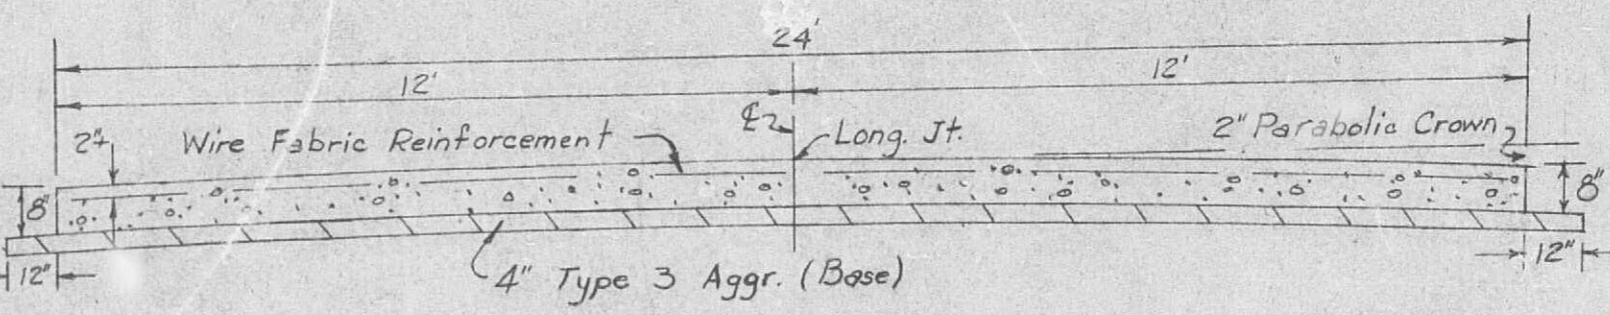 24'
12'
12'
℄
2"
Wire Fabric Reinforcement
Long. Jt.
2" Parabolic Crown
8"
8"
12"
12"
4" Type 3 Aggr. (Base)